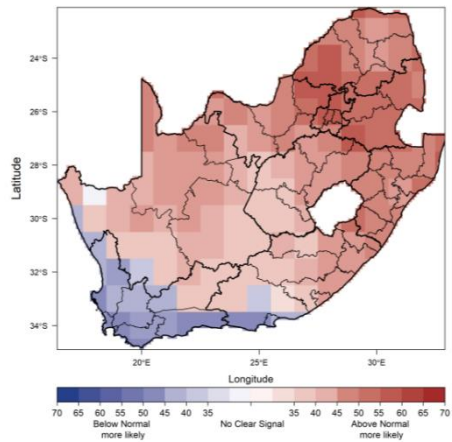 24°S
26°S
28°S
Latitude
30°S
32°S
34°S
20°E 25°E 30°E
Longitude
70 65 60 55 50 45 40 35 35 40 45 50 55 60 65 70
Below Normal No Clear Signal Above Normal
more likely more likely